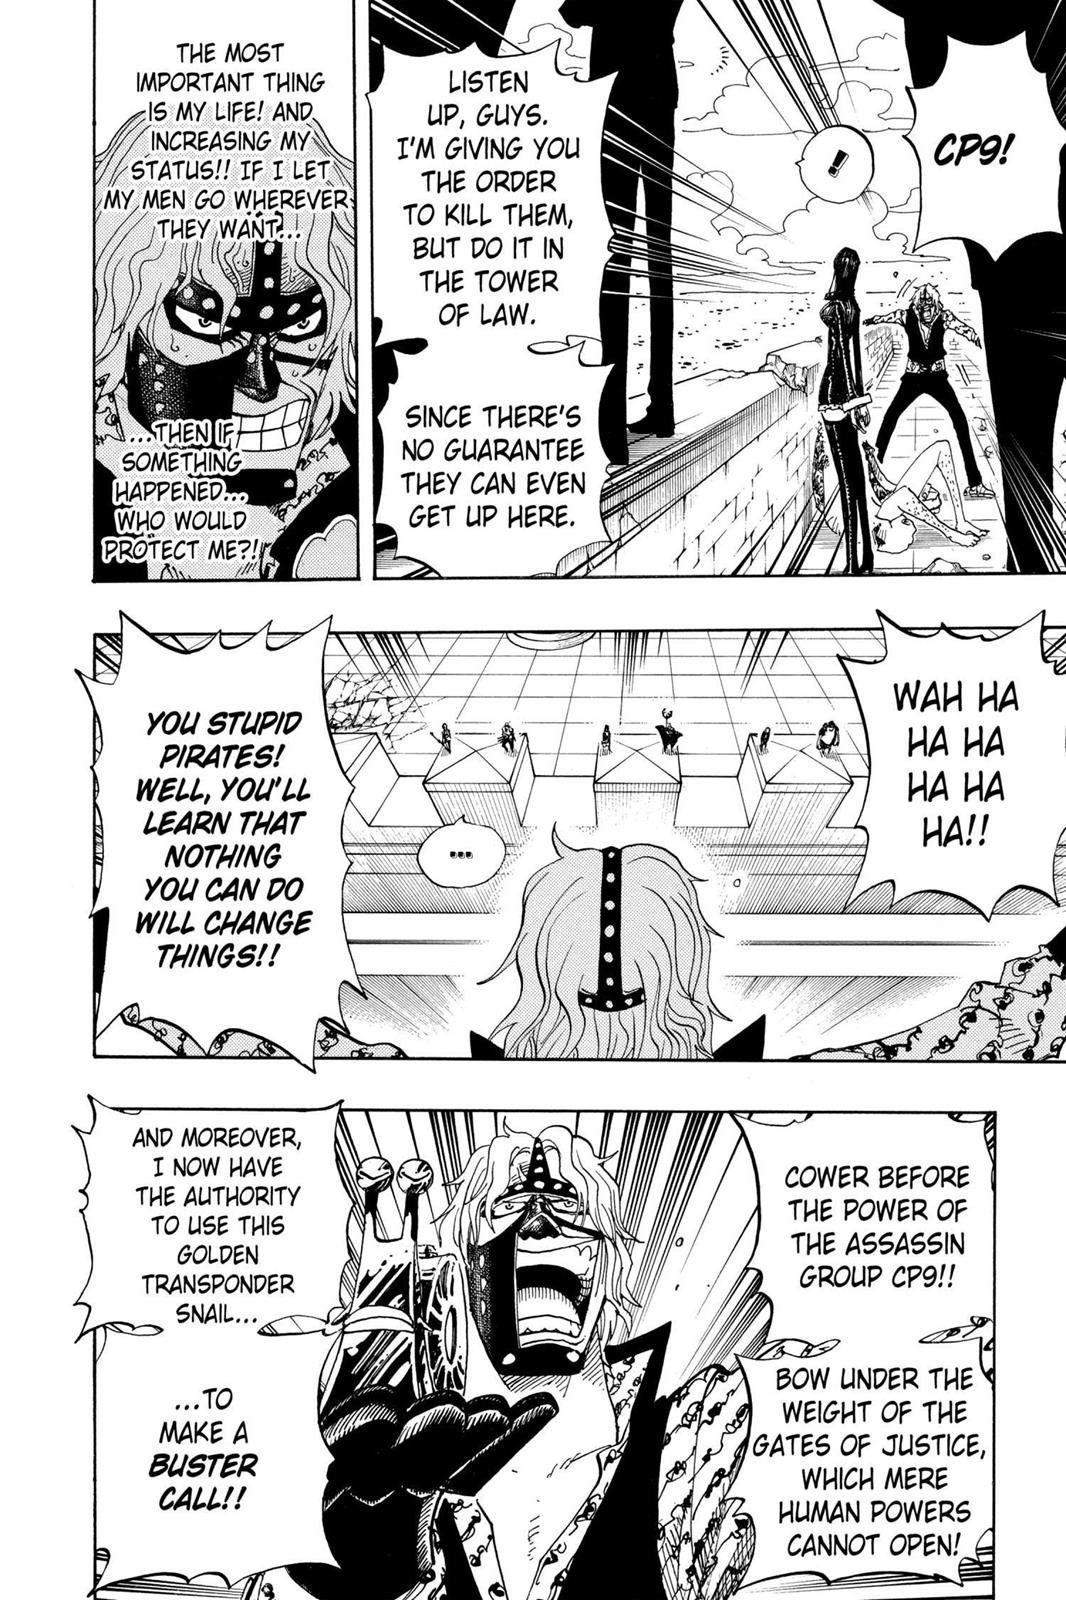 CP9!
!
LISTEN
UP, GUYS.
I'M GIVING YOU
THE ORDER
TO KILL THEM,
BUT DO IT IN
THE TOWER
OF LAW.
SINCE THERE'S
NO GUARANTEE
THEY CAN EVEN
GET UP HERE.
THE MOST
IMPORTANT THING
IS MY LIFE! AND
INCREASING MY
STATUS!! IF I LET
MY MEN GO WHEREVER
THEY WANT...
...THEN IF
SOMETHING
HAPPENED...
WHO WOULD
PROTECT ME?!
WAH HA
HA HA
HA HA
HA!!
...
YOU STUPID
PIRATES!
WELL, YOU'LL
LEARN THAT
NOTHING
YOU CAN DO
WILL CHANGE
THINGS!!
COWER BEFORE
THE POWER OF
THE ASSASSIN
GROUP CP9!!
BOW UNDER THE
WEIGHT OF THE
GATES OF JUSTICE,
WHICH MERE
HUMAN POWERS
CANNOT OPEN!
AND MOREOVER,
I NOW HAVE
THE AUTHORITY
TO USE THIS
GOLDEN
TRANSPONDER
SNAIL...
...TO
MAKE A
BUSTER
CALL!!